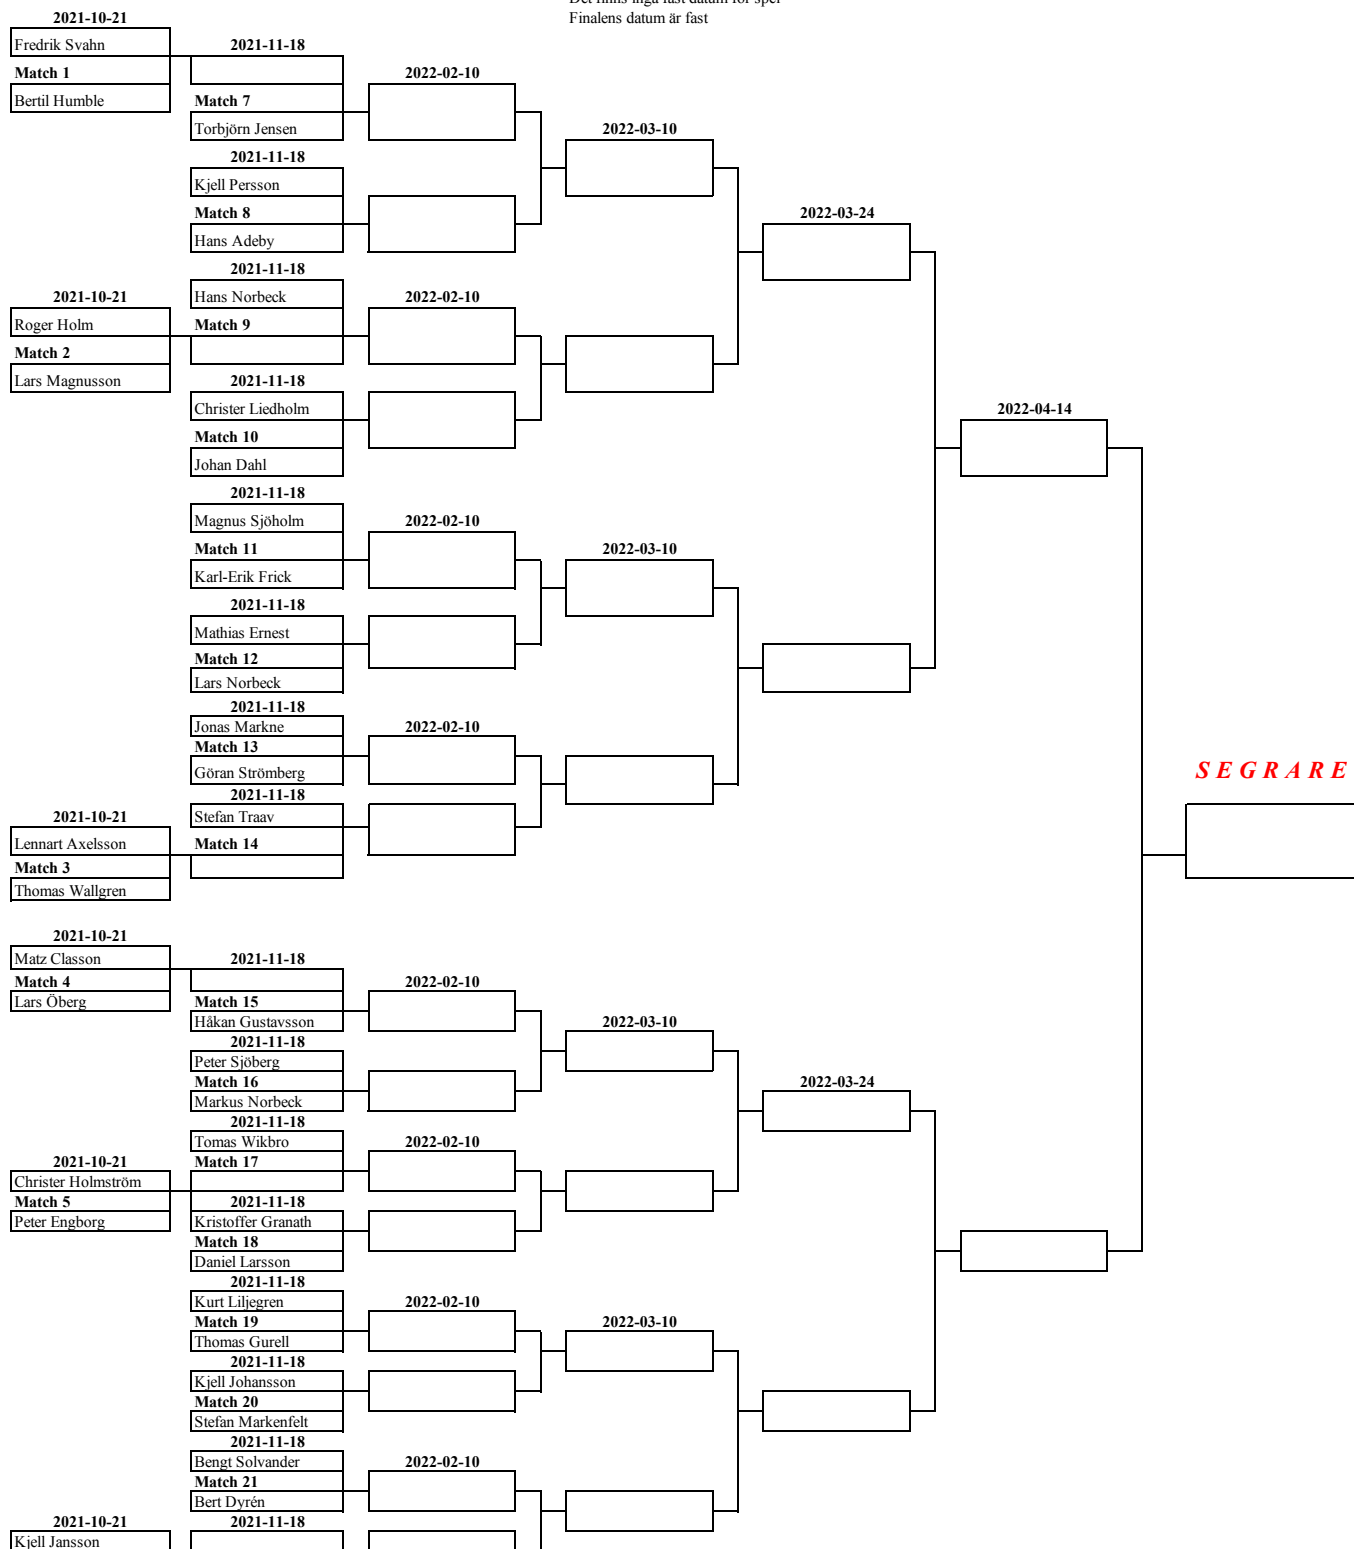 Det finns inga fast datum för spel
Finalens datum är fast
2021-10-21
Fredrik Svahn
Match 1
Bertil Humble
2021-11-18
Match 7
Torbjörn Jensen
2021-11-18
Kjell Persson
Match 8
Hans Adeby
2021-11-18
Hans Norbeck
Match 9
2021-10-21
Roger Holm
Match 2
Lars Magnusson
2021-11-18
Christer Liedholm
Match 10
Johan Dahl
2021-11-18
Magnus Sjöholm
Match 11
Karl-Erik Frick
2021-11-18
Mathias Ernest
Match 12
Lars Norbeck
2021-11-18
Jonas Markne
Match 13
Göran Strömberg
2021-11-18
Stefan Traav
Match 14
2021-10-21
Lennart Axelsson
Match 3
Thomas Wallgren
2022-02-10
2022-02-10
2022-02-10
2022-02-10
2022-03-10
2022-03-10
2022-03-24
2022-04-14
SEGRARE
2021-10-21
Matz Classon
Match 4
Lars Öberg
2021-11-18
Match 15
Håkan Gustavsson
2021-11-18
Peter Sjöberg
Match 16
Markus Norbeck
2021-11-18
Tomas Wikbro
Match 17
2021-10-21
Christer Holmström
Match 5
Peter Engborg
2021-11-18
Kristoffer Granath
Match 18
Daniel Larsson
2021-11-18
Kurt Liljegren
Match 19
Thomas Gurell
2021-11-18
Kjell Johansson
Match 20
Stefan Markenfelt
2021-11-18
Bengt Solvander
Match 21
Bert Dyrén
2021-10-21
Kjell Jansson
2021-11-18
2022-02-10
2022-02-10
2022-02-10
2022-02-10
2022-03-10
2022-03-10
2022-03-24